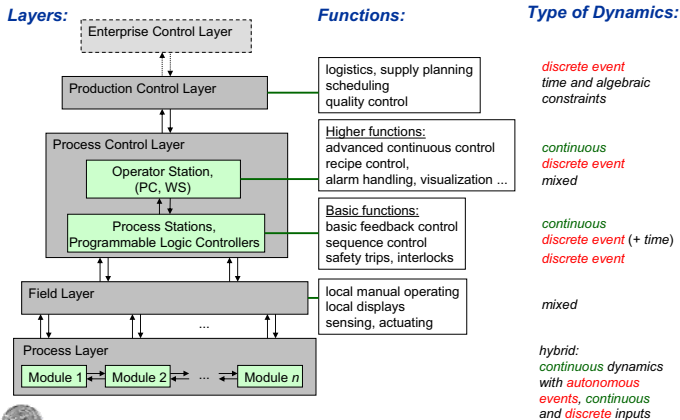 Layers:
Functions:
Type of Dynamics:
Enterprise Control Layer
Production Control Layer
logistics, supply planning
scheduling
quality control
discrete event
time and algebraic
constraints
Process Control Layer
Operator Station,
(PC, WS)
Higher functions:
advanced continuous control
recipe control,
alarm handling, visualization ...
continuous
discrete event
mixed
Process Stations,
Programmable Logic Controllers
Basic functions:
basic feedback control
sequence control
safety trips, interlocks
continuous
discrete event (+ time)
discrete event
Field Layer
local manual operating
local displays
sensing, actuating
mixed
...
Process Layer
Module 1
Module 2
...
Module n
hybrid:
continuous dynamics
with autonomous
events, continuous
and discrete inputs